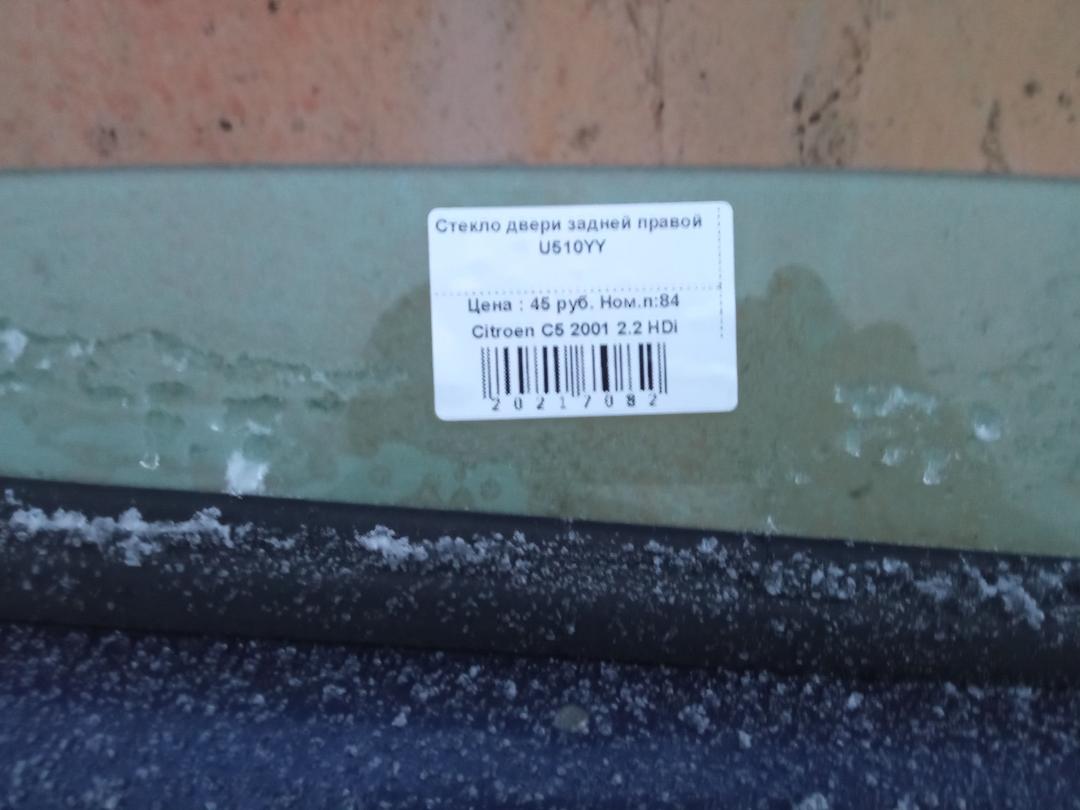 Стекло двери задней правой
U510YY
Цена : 45 руб. Ном.п:84
Citroen C5 2001 2.2 HDi
20217082